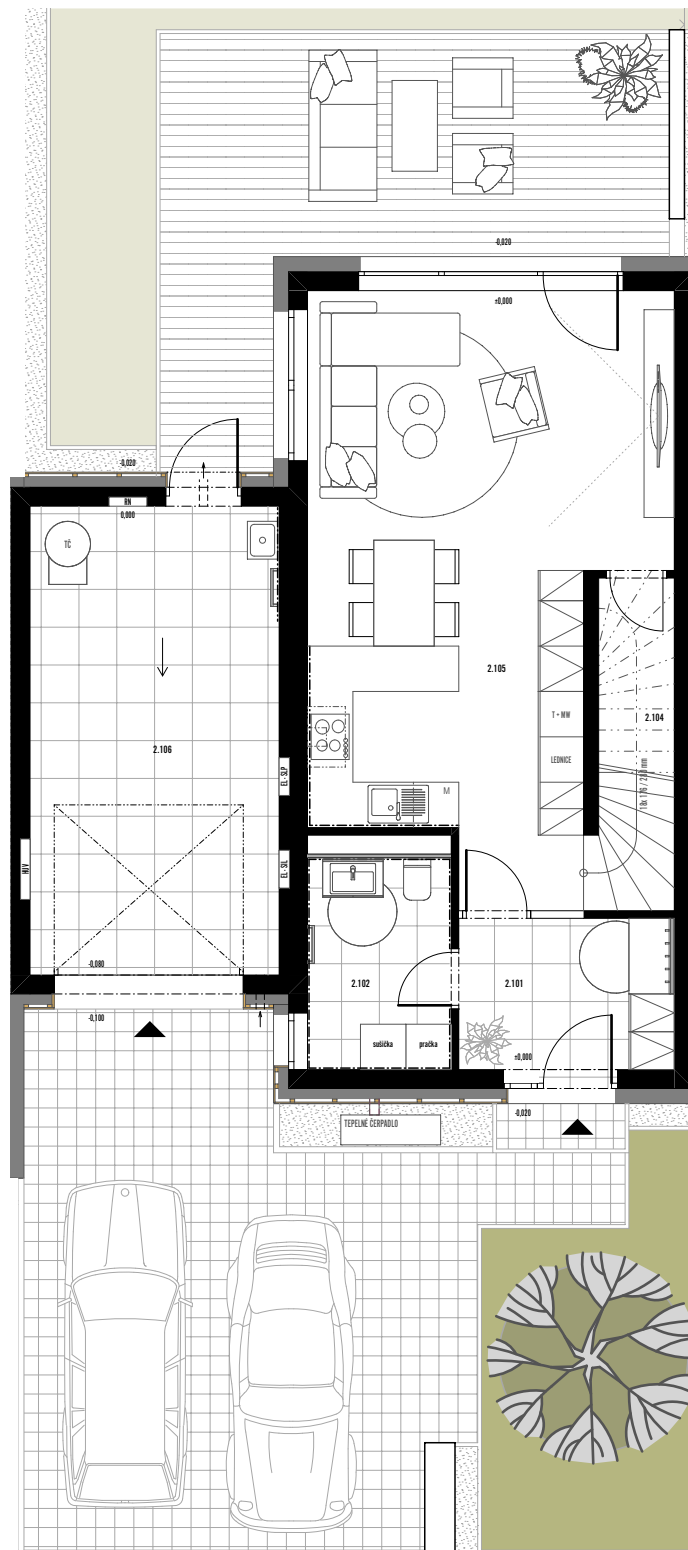 -0,020
±0,000
-0,020
RN
0,000
TČ
2.105
2.104
T + MW
2.106
LEDNICE
EL - SLP
M
HUV
EL - SIL
-0,080
2.102
2.101
-0,100
sušička
pračka
±0,000
-0,020
TEPELNÉ ČERPADLO